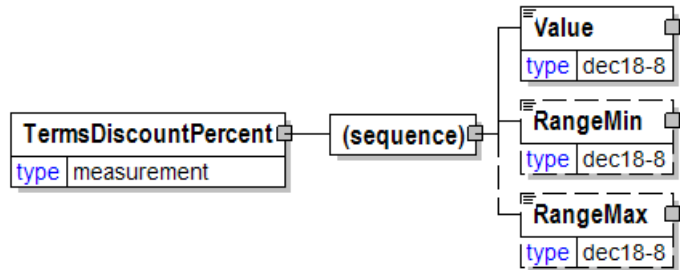 Value
type dec18-8
TermsDiscountPercent
type measurement
(sequence)
RangeMin
type dec18-8
RangeMax
type dec18-8